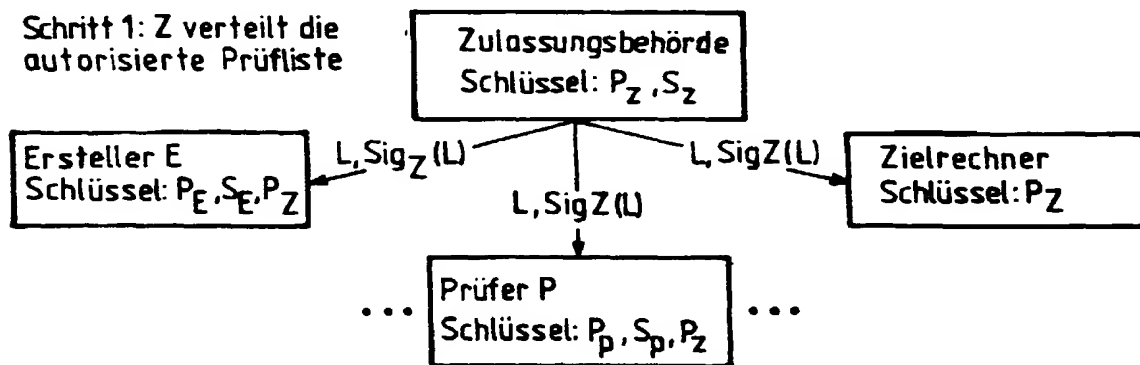 Schritt 1: Z verteilt die
autorisierte Prüfliste
Zulassungsbehörde
Schlüssel: P_Z, S_Z
Ersteller E
Schlüssel: P_E, S_E, P_Z
L, Sig_Z(L)
L, SigZ(L)
L, SigZ(L)
Zielrechner
Schlüssel: P_Z
Prüfer P
Schlüssel: P_p, S_p, P_Z
••• •••